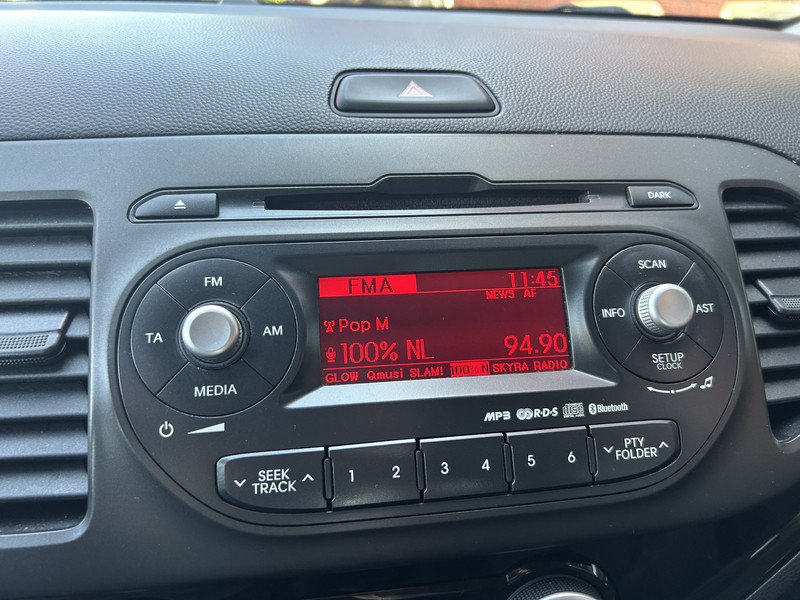 DARK
FM
TA
AM
MEDIA
FMA 11:45
NEWS AF
Pop M
100% NL 94.90
GLOW Qmusi SLAM! 100% N SKYRA RADIO
SCAN
INFO
AST
SETUP
CLOCK
MP3 R·D·S Bluetooth
SEEK
TRACK
1 2 3 4 5 6
PTY
FOLDER